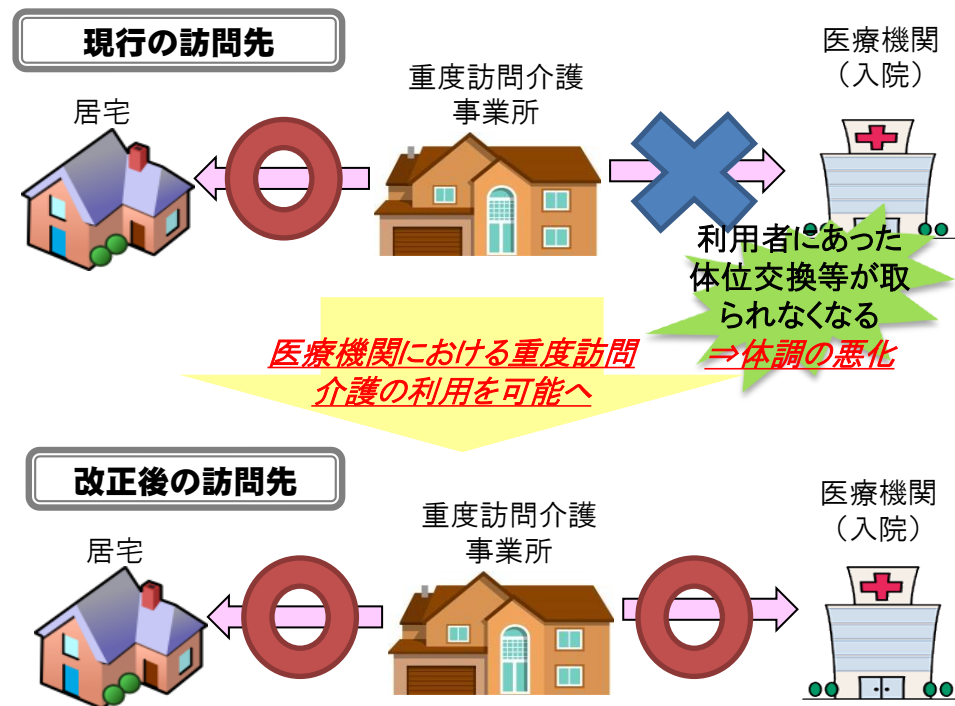 現行の訪問先
居宅
重度訪問介護
事業所
医療機関
（入院）
利用者にあった
体位交換等が取
られなくなる
⇒体調の悪化
医療機関における重度訪問
介護の利用を可能へ
改正後の訪問先
居宅
重度訪問介護
事業所
医療機関
（入院）